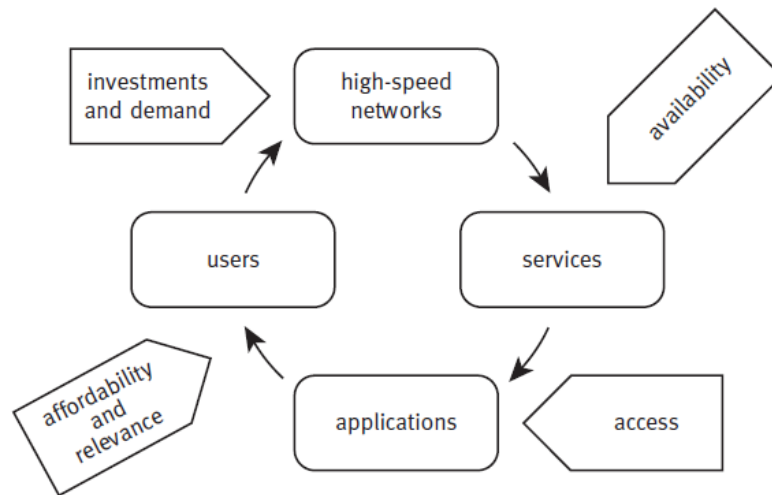 investments
and demand
high-speed
networks
availability
users
services
affordability
and
relevance
applications
access